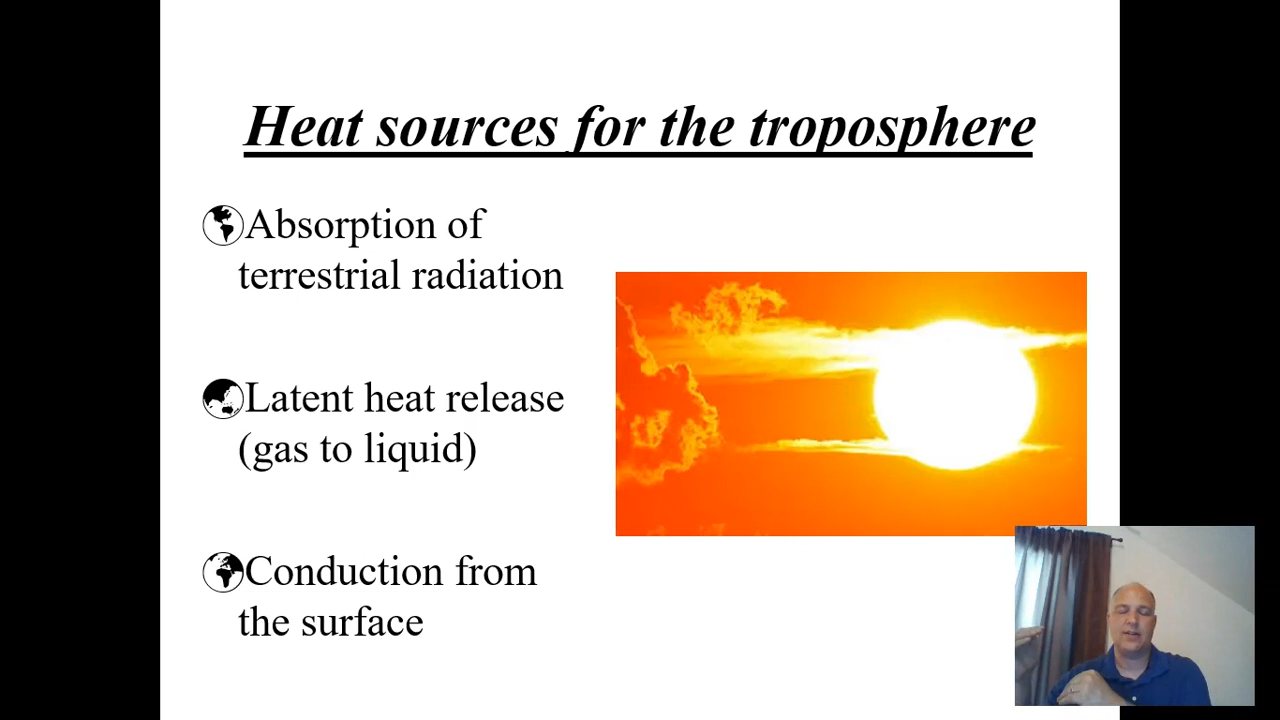 Heat sources for the troposphere
Absorption of
terrestrial radiation
Latent heat release
(gas to liquid)
Conduction from
the surface